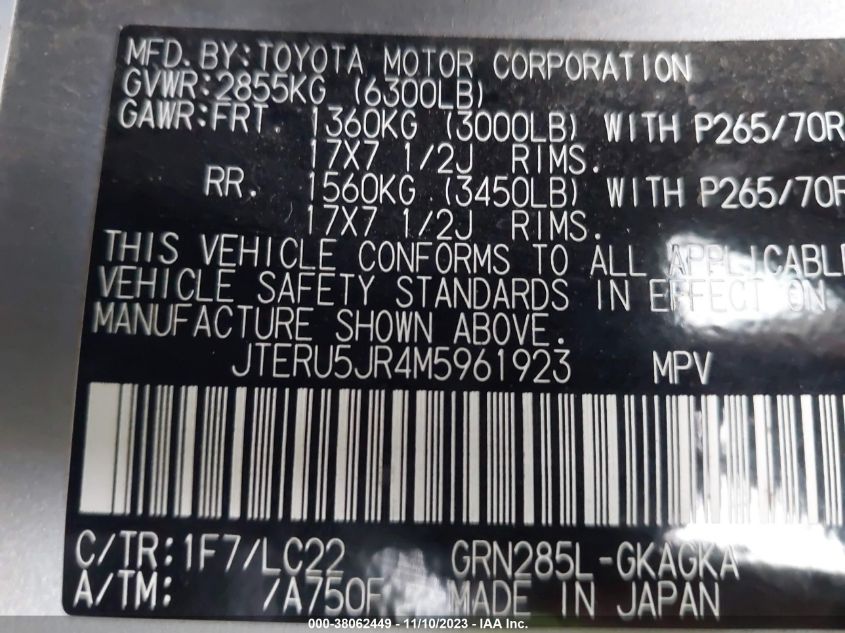 MFD. BY: TOYOTA MOTOR CORPORATION
GVWR: 2855KG (6300LB)
GAWR: FRT. 1360KG (3000LB) WITH P265/70R
17X7 1/2J RIMS.
RR. 1560KG (3450LB) WITH P265/70R
17X7 1/2J RIMS.
THIS VEHICLE CONFORMS TO ALL APPLICABLE
VEHICLE SAFETY STANDARDS IN EFFECT ON
MANUFACTURE SHOWN ABOVE.
JTERU5JR4M5961923 MPV
C/TR: 1F7/LC22 GRN285L-GKAGKA
A/TM: /A750F MADE IN JAPAN
000-38062449 - 11/10/2023 - IAA, Inc.